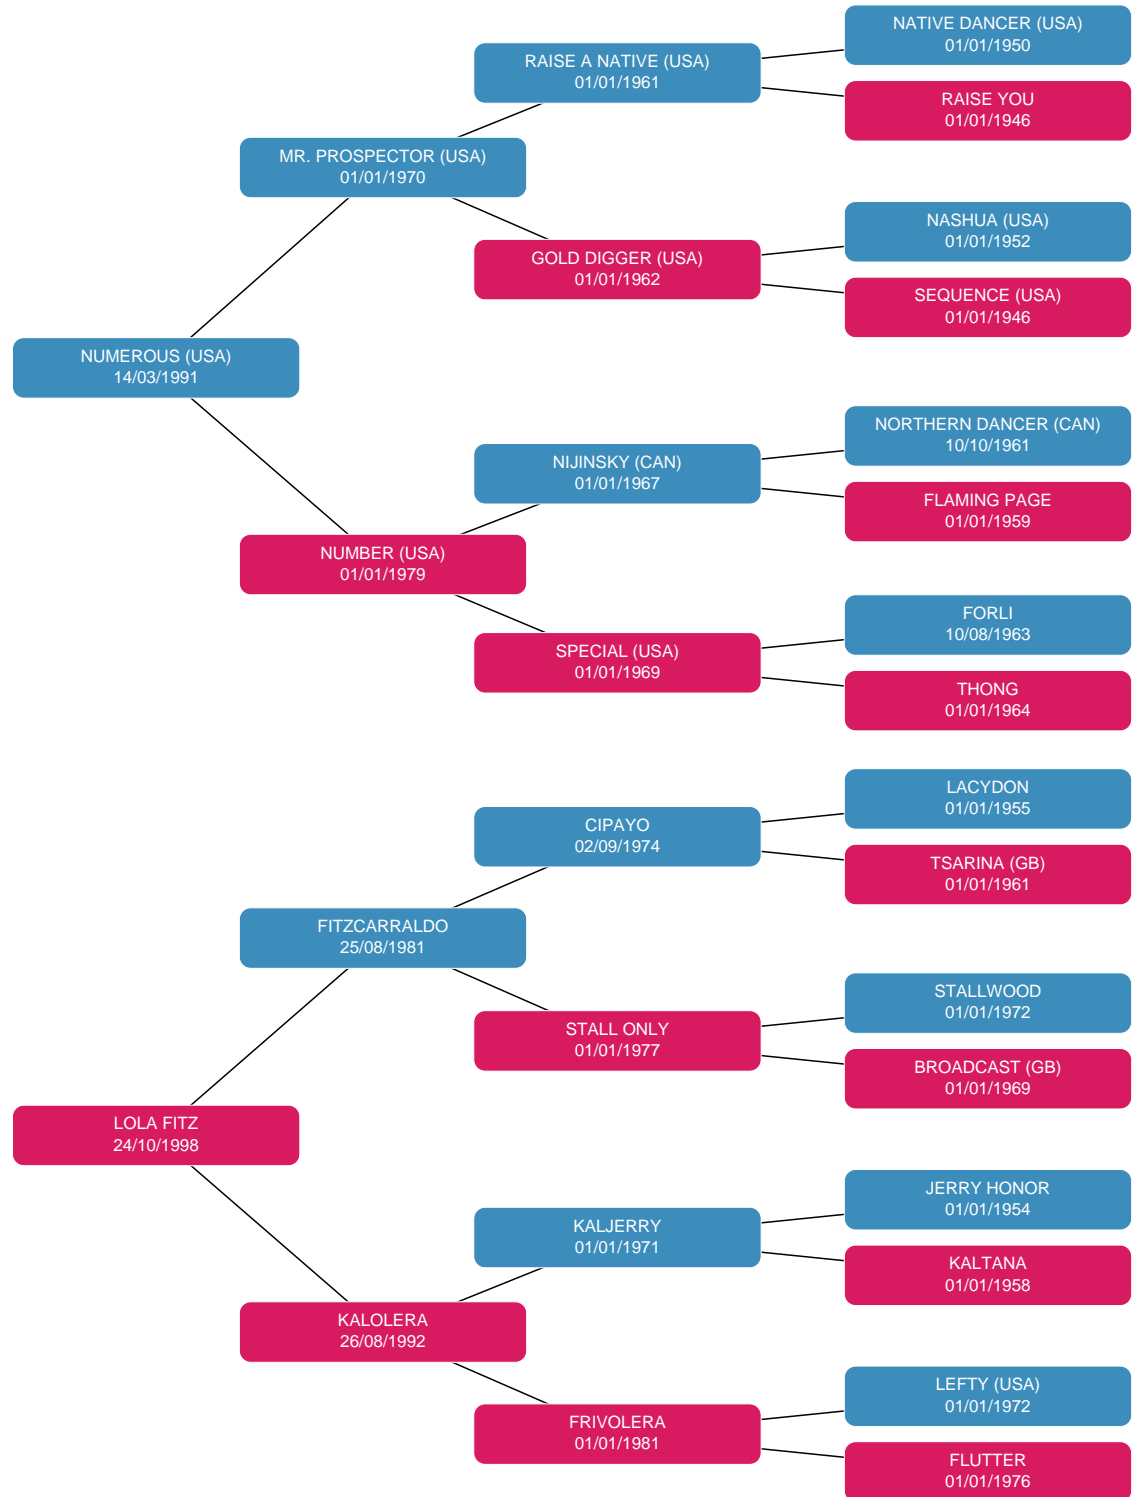 NATIVE DANCER (USA)
01/01/1950
RAISE A NATIVE (USA)
01/01/1961
RAISE YOU
01/01/1946
MR. PROSPECTOR (USA)
01/01/1970
NASHUA (USA)
01/01/1952
GOLD DIGGER (USA)
01/01/1962
SEQUENCE (USA)
01/01/1946
NUMEROUS (USA)
14/03/1991
NORTHERN DANCER (CAN)
10/10/1961
NIJINSKY (CAN)
01/01/1967
FLAMING PAGE
01/01/1959
NUMBER (USA)
01/01/1979
FORLI
10/08/1963
SPECIAL (USA)
01/01/1969
THONG
01/01/1964
LACYDON
01/01/1955
CIPAYO
02/09/1974
TSARINA (GB)
01/01/1961
FITZCARRALDO
25/08/1981
STALLWOOD
01/01/1972
STALL ONLY
01/01/1977
BROADCAST (GB)
01/01/1969
LOLA FITZ
24/10/1998
JERRY HONOR
01/01/1954
KALJERRY
01/01/1971
KALTANA
01/01/1958
KALOLERA
26/08/1992
LEFTY (USA)
01/01/1972
FRIVOLERA
01/01/1981
FLUTTER
01/01/1976